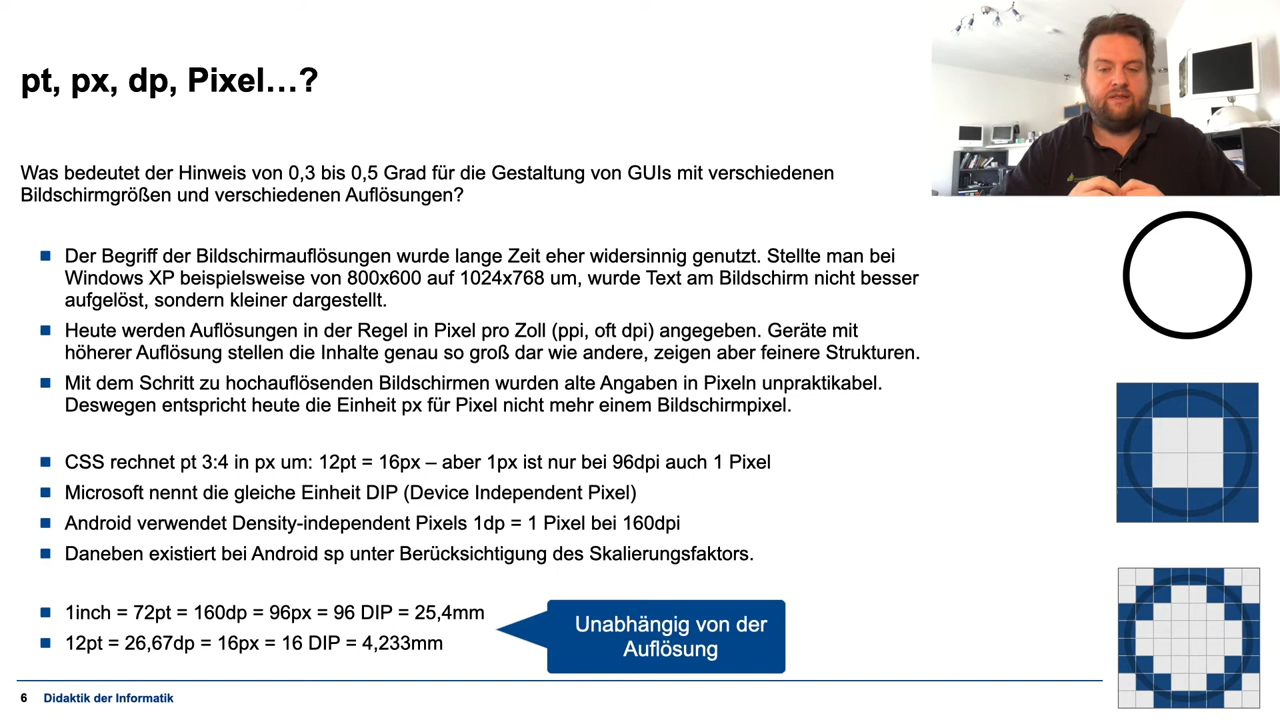 pt, px, dp, Pixel…?
Was bedeutet der Hinweis von 0,3 bis 0,5 Grad für die Gestaltung von GUIs mit verschiedenen
Bildschirmgrößen und verschiedenen Auflösungen?
Der Begriff der Bildschirmauflösungen wurde lange Zeit eher widersinnig genutzt. Stellte man bei
Windows XP beispielsweise von 800x600 auf 1024x768 um, wurde Text am Bildschirm nicht besser
aufgelöst, sondern kleiner dargestellt.
Heute werden Auflösungen in der Regel in Pixel pro Zoll (ppi, oft dpi) angegeben. Geräte mit
höherer Auflösung stellen die Inhalte genau so groß dar wie andere, zeigen aber feinere Strukturen.
Mit dem Schritt zu hochauflösenden Bildschirmen wurden alte Angaben in Pixeln unpraktikabel.
Deswegen entspricht heute die Einheit px für Pixel nicht mehr einem Bildschirmpixel.
CSS rechnet pt 3:4 in px um: 12pt = 16px – aber 1px ist nur bei 96dpi auch 1 Pixel
Microsoft nennt die gleiche Einheit DIP (Device Independent Pixel)
Android verwendet Density-independent Pixels 1dp = 1 Pixel bei 160dpi
Daneben existiert bei Android sp unter Berücksichtigung des Skalierungsfaktors.
1inch = 72pt = 160dp = 96px = 96 DIP = 25,4mm
12pt = 26,67dp = 16px = 16 DIP = 4,233mm
Unabhängig von der
Auflösung
6 Didaktik der Informatik